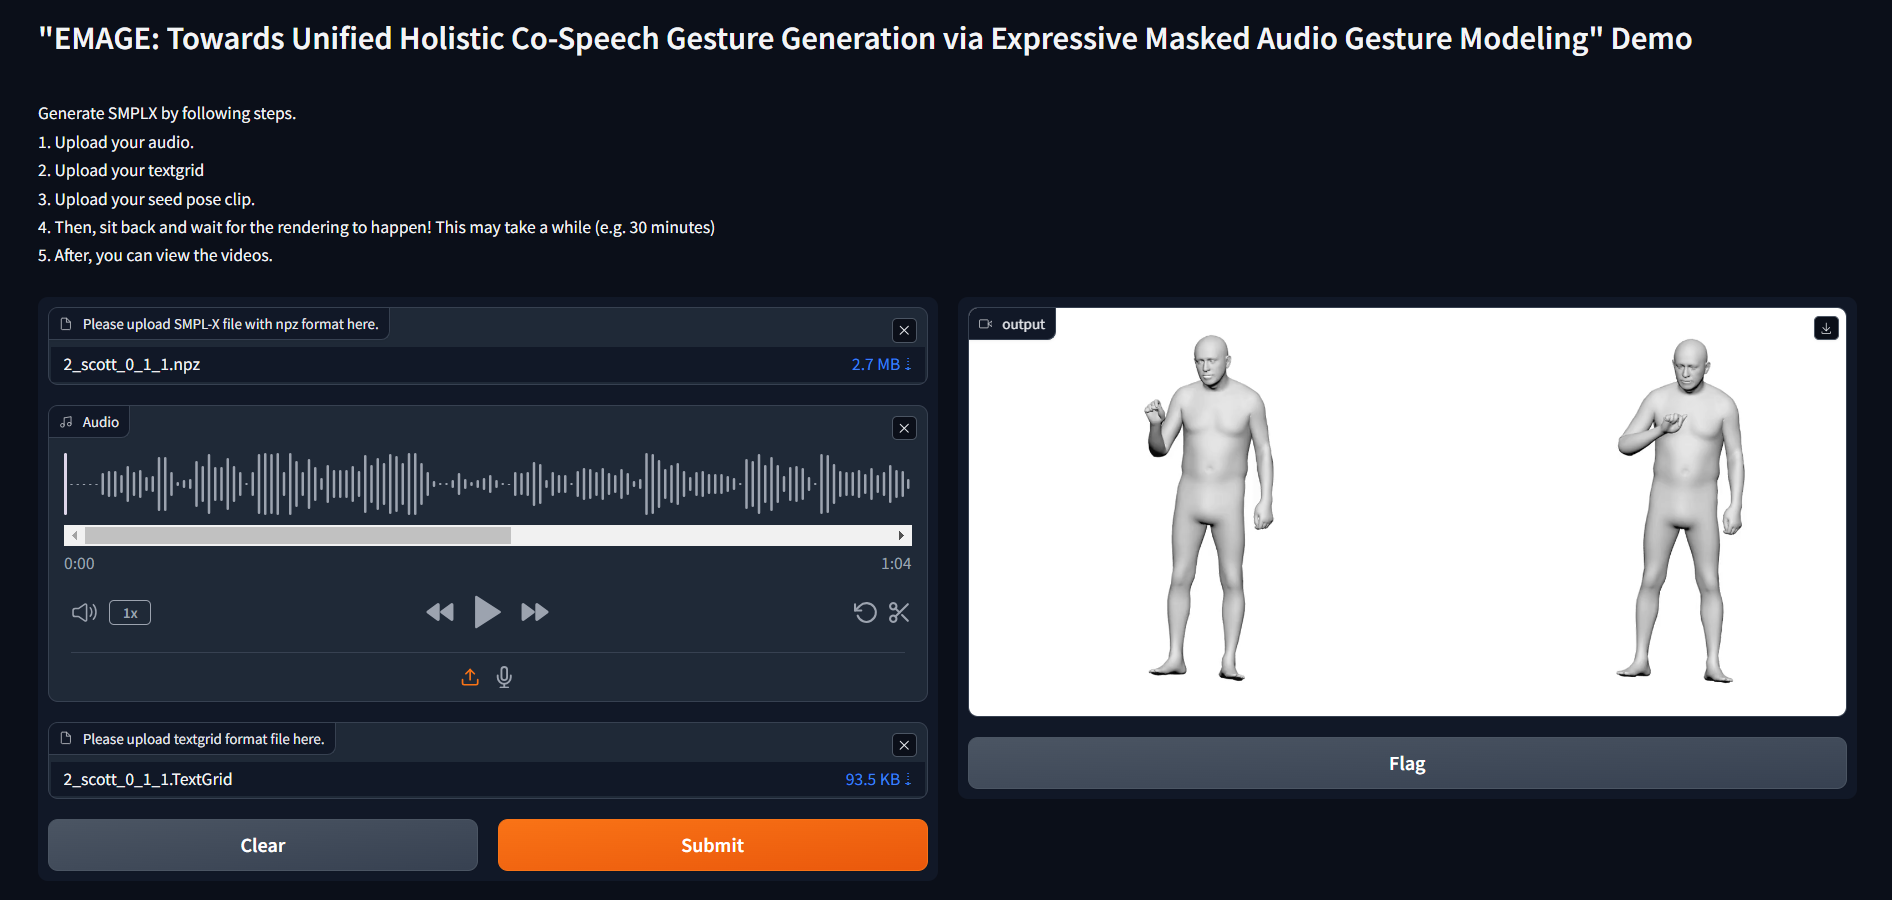 "EMAGE: Towards Unified Holistic Co-Speech Gesture Generation via Expressive Masked Audio Gesture Modeling" Demo
Generate SMPLX by following steps.
1. Upload your audio.
2. Upload your textgrid
3. Upload your seed pose clip.
4. Then, sit back and wait for the rendering to happen! This may take a while (e.g. 30 minutes)
5. After, you can view the videos.
Please upload SMPL-X file with npz format here.
2_scott_0_1_1.npz 2.7 MB ↓
Audio
0:00 1:04
1x
Please upload textgrid format file here.
2_scott_0_1_1.TextGrid 93.5 KB ↓
Clear Submit
output
Flag